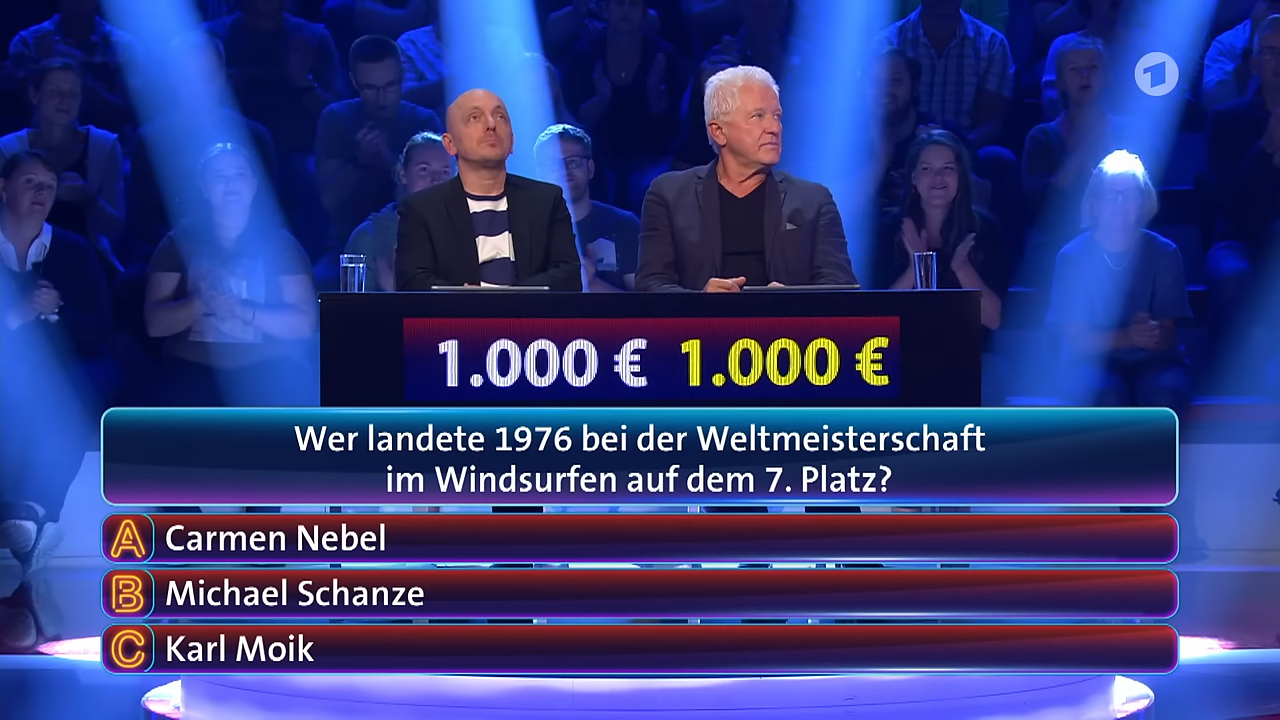 1
1.000 € 1.000 €
Wer landete 1976 bei der Weltmeisterschaft
im Windsurfen auf dem 7. Platz?
A Carmen Nebel
B Michael Schanze
C Karl Moik